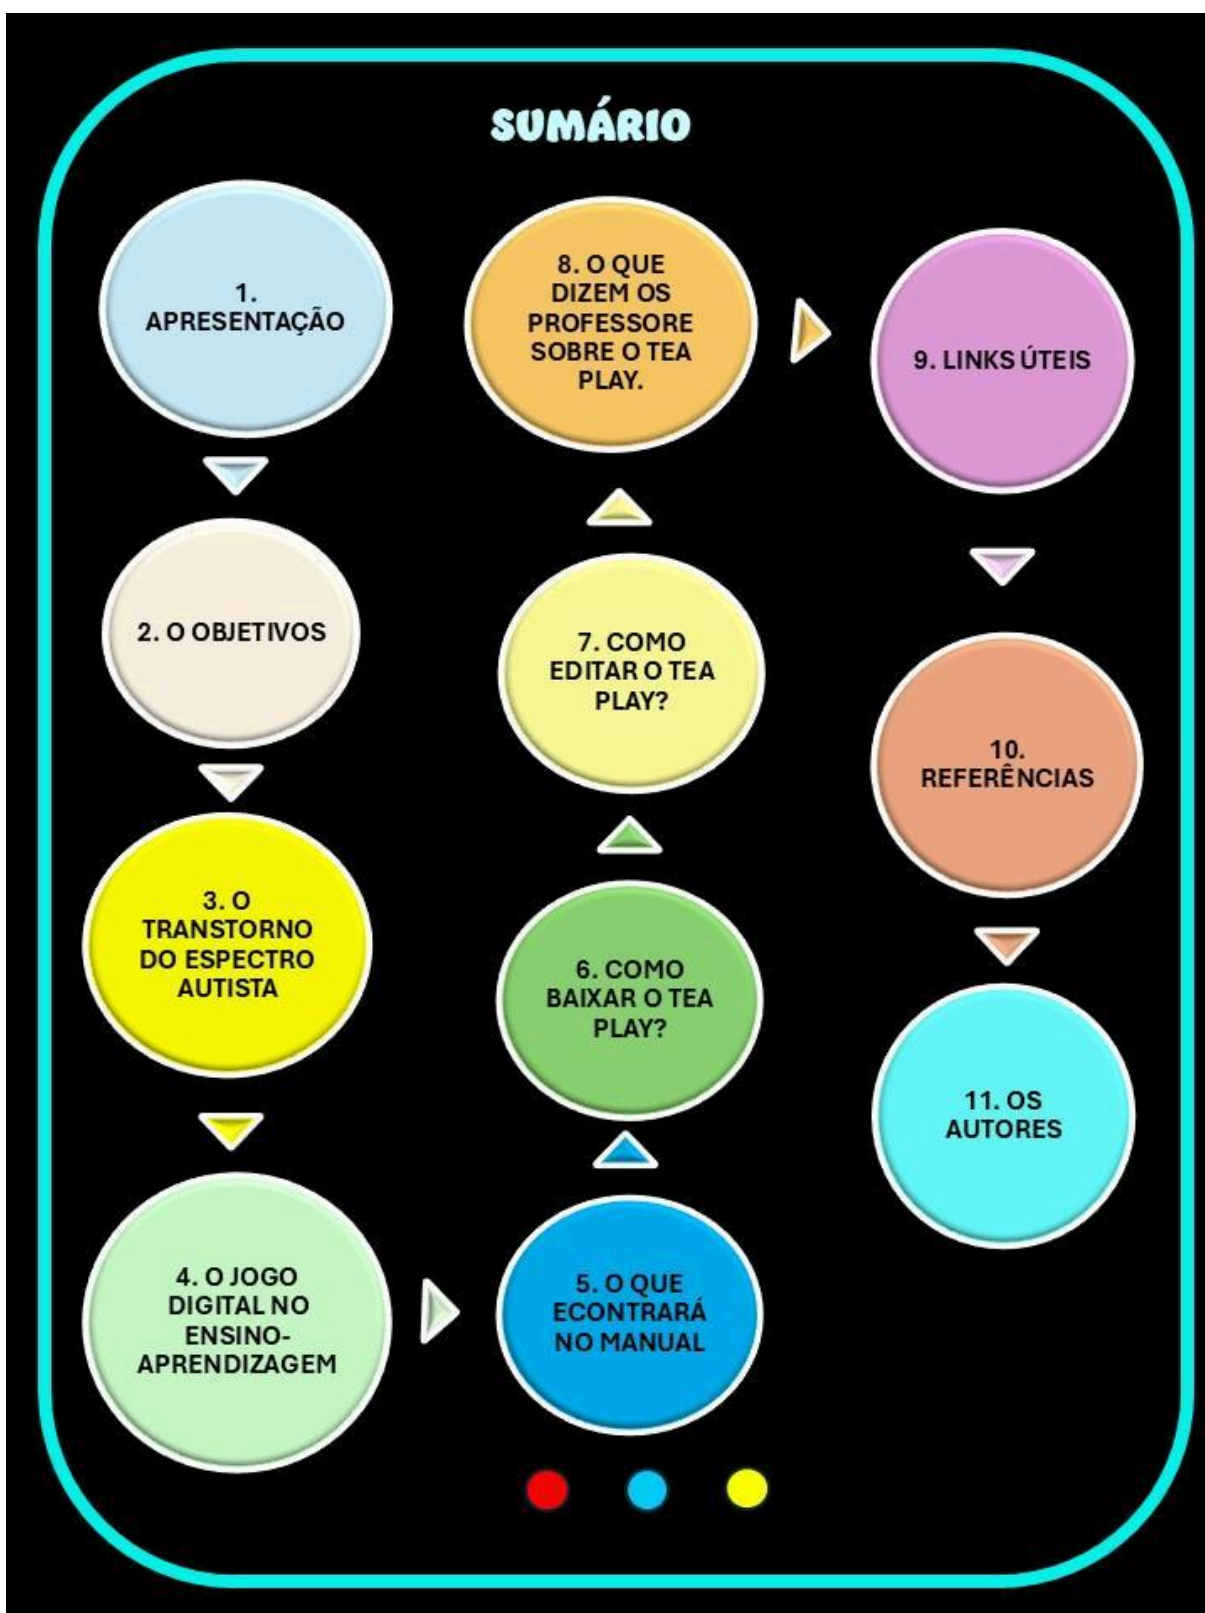 SUMÁRIO
1.
APRESENTAÇÃO
2. O OBJETIVOS
3. O
TRANSTORNO
DO ESPECTRO
AUTISTA
4. O JOGO
DIGITAL NO
ENSINO-
APRENDIZAGEM
5. O QUE
ECONTRARÁ
NO MANUAL
6. COMO
BAIXAR O TEA
PLAY?
7. COMO
EDITAR O TEA
PLAY?
8. O QUE
DIZEM OS
PROFESSORE
SOBRE O TEA
PLAY.
9. LINKS ÚTEIS
10.
REFERÊNCIAS
11. OS
AUTORES